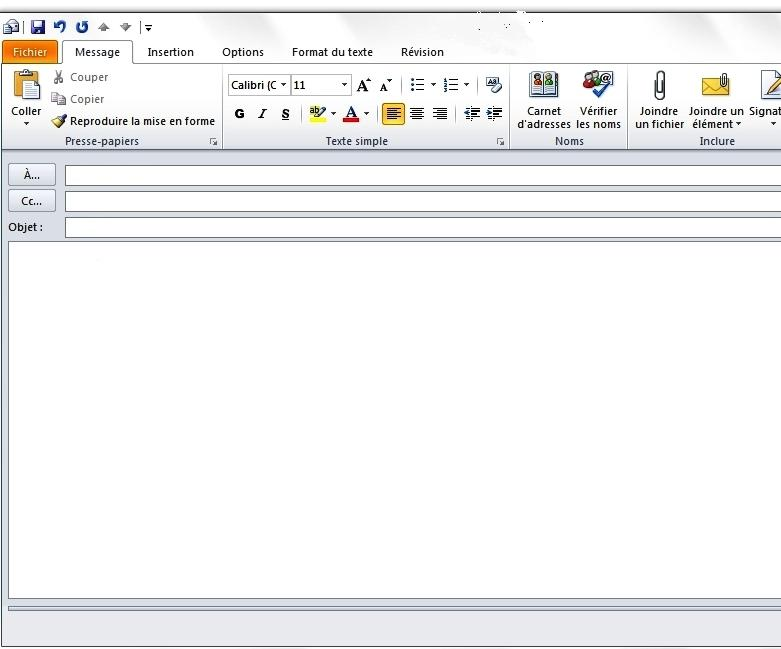 Fichier Message Insertion Options Format du texte Révision
Coller
Couper
Copier
Reproduire la mise en forme
Presse-papiers
Calibri (C 11
G I S
Texte simple
Carnet d'adresses
Vérifier les noms
Noms
Joindre un fichier
Joindre un élément
Signat
Inclure
À...
Cc...
Objet :